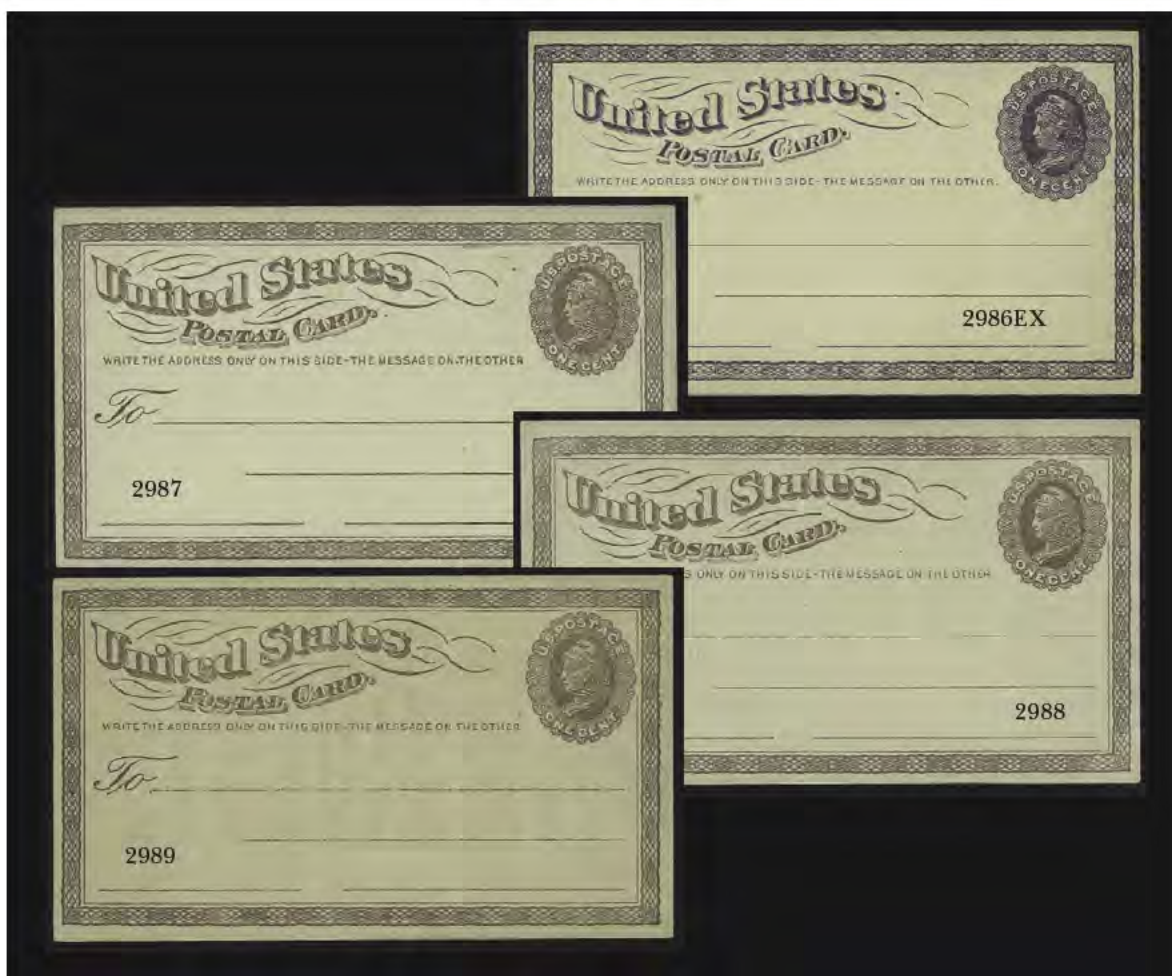 United States
POSTAL CARD.
U.S. POSTAGE
ONE CENT
WRITE THE ADDRESS ONLY ON THIS SIDE-THE MESSAGE ON THE OTHER.
2986EX
United States
POSTAL CARD.
U.S. POSTAGE
ONE CENT
WRITE THE ADDRESS ONLY ON THIS SIDE-THE MESSAGE ON THE OTHER
To
2987
United States
POSTAL CARD.
U.S. POSTAGE
ONE CENT
S ONLY ON THIS SIDE-THE MESSAGE ON THE OTHER
2988
United States
POSTAL CARD.
U.S. POSTAGE
ONE CENT
WRITE THE ADDRESS ONLY ON THIS SIDE-THE MESSAGE ON THE OTHER
To
2989